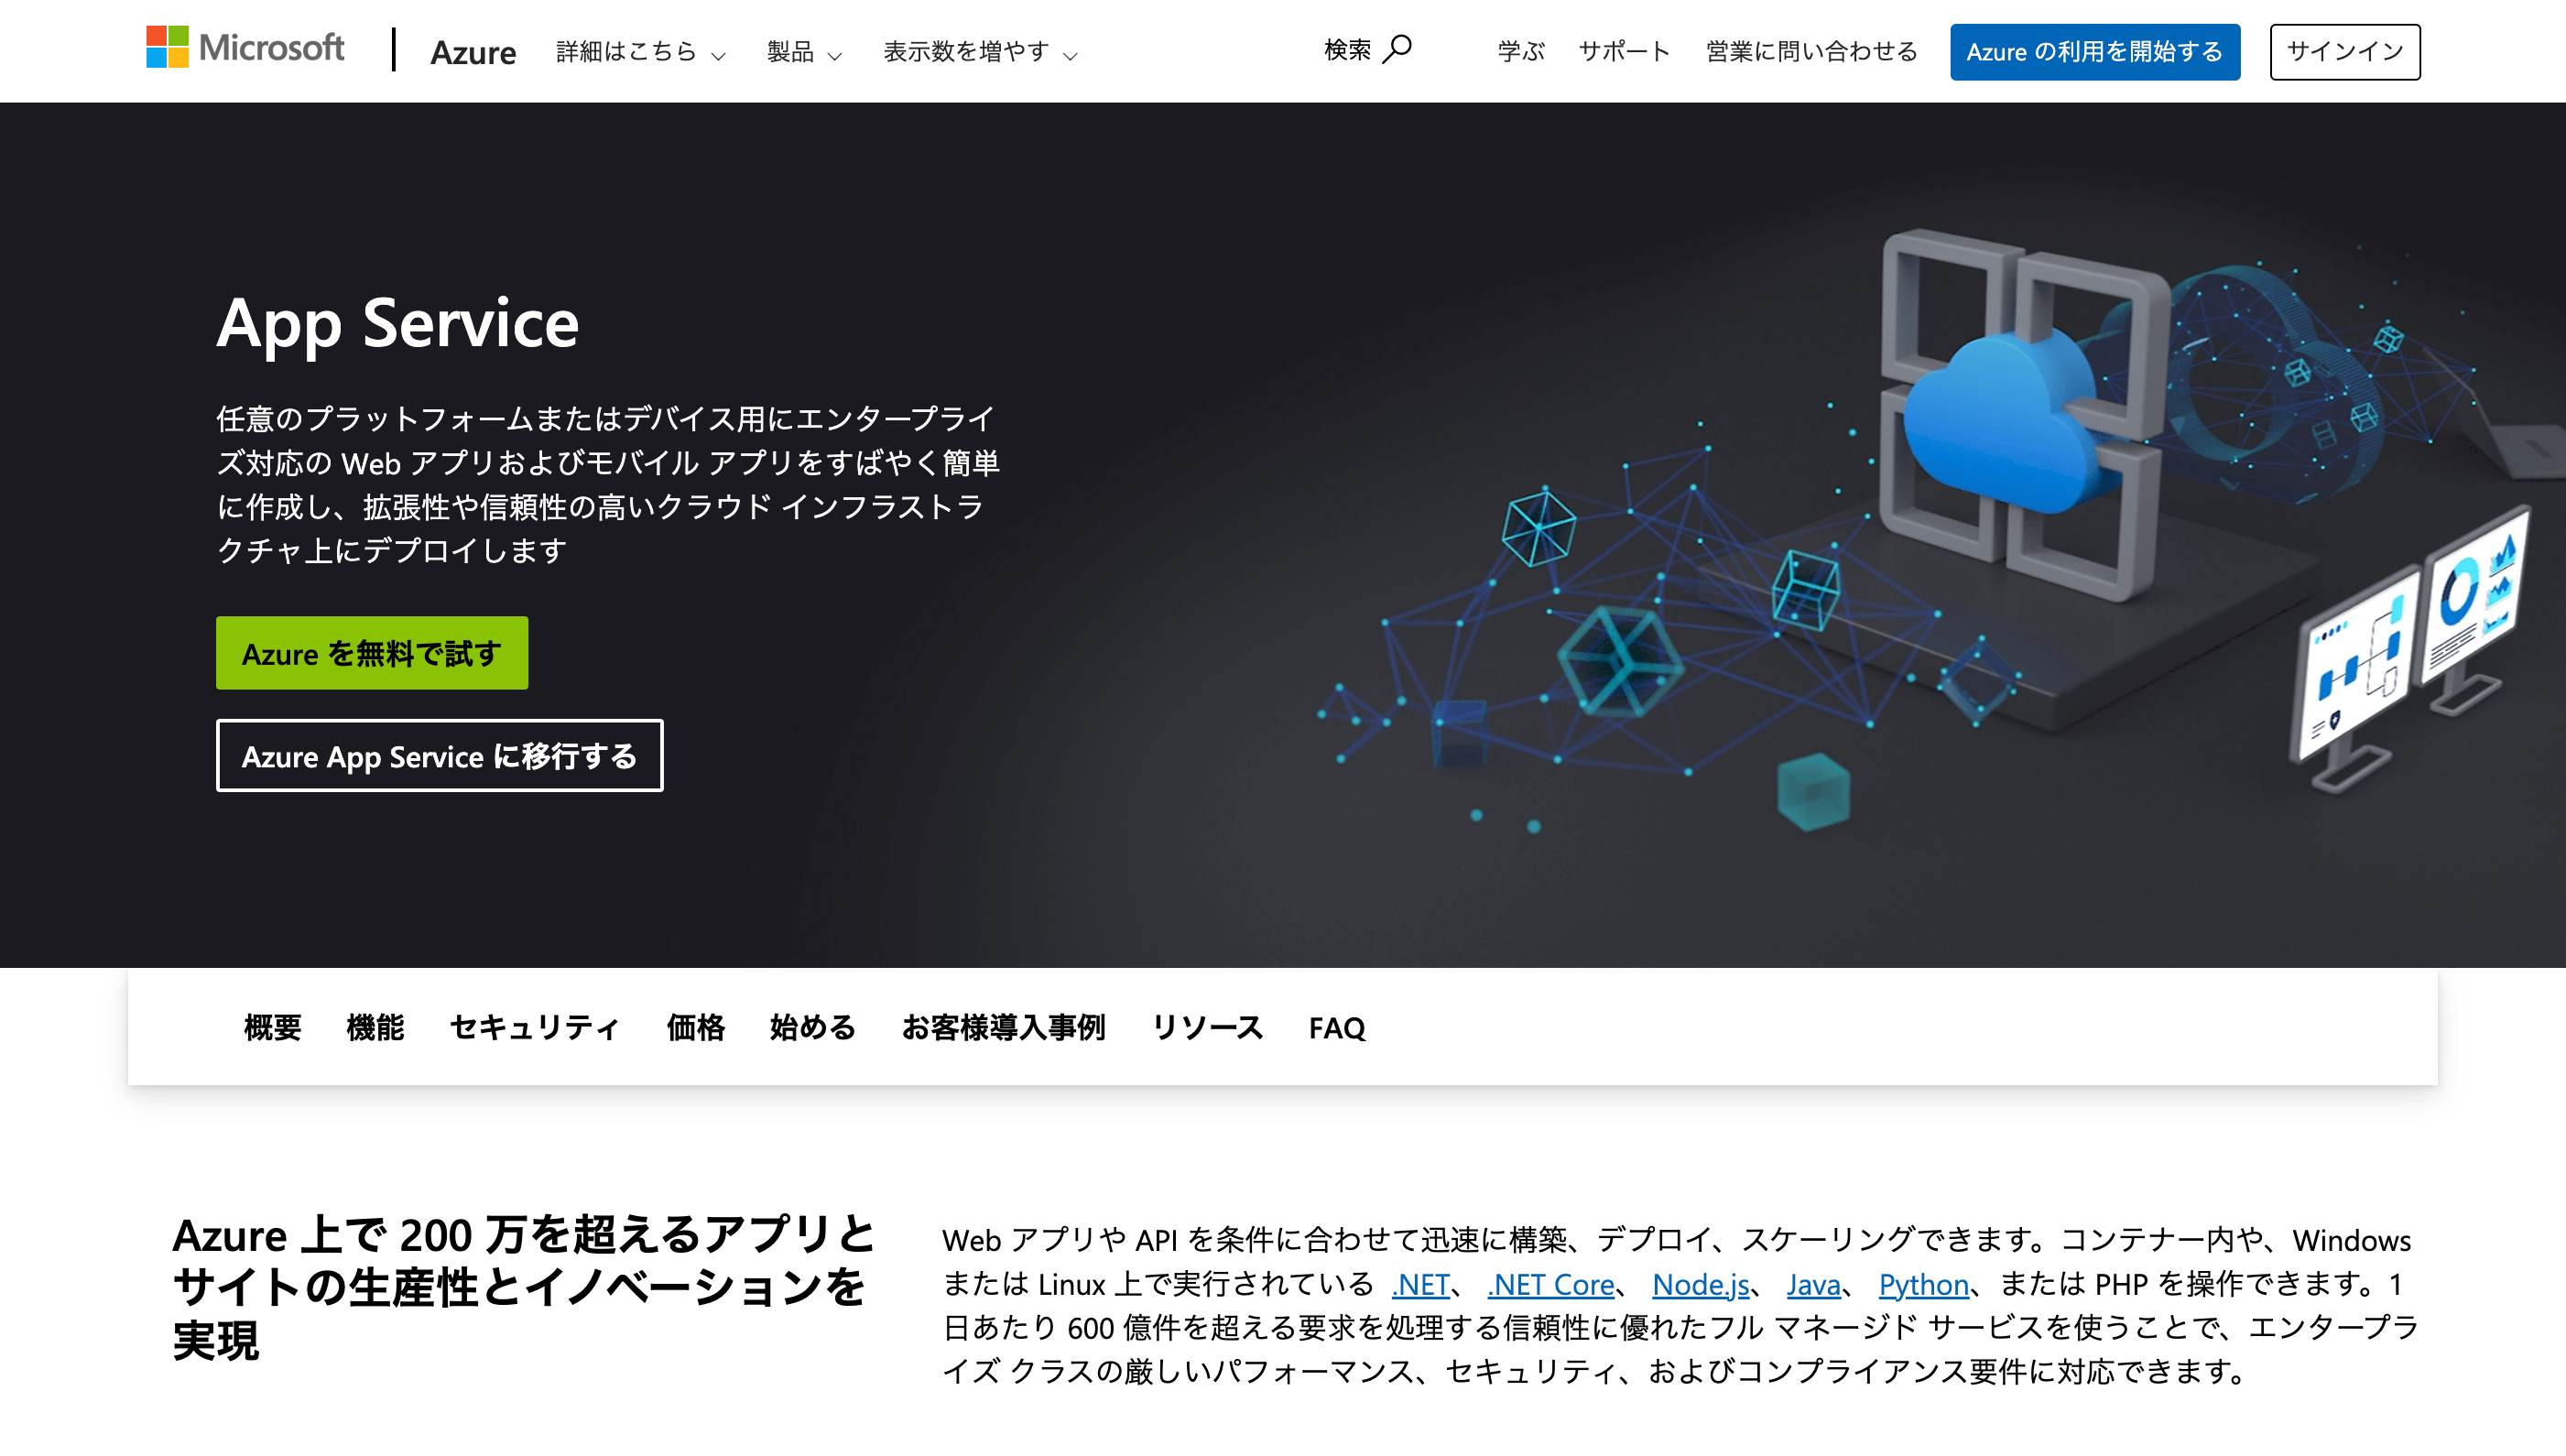 Microsoft
Azure
詳細はこちら
製品
表示数を増やす
検索
学ぶ
サポート
営業に問い合わせる
Azure の利用を開始する
サインイン
App Service
任意のプラットフォームまたはデバイス用にエンタープライ
ズ対応の Web アプリおよびモバイル アプリをすばやく簡単
に作成し、拡張性や信頼性の高いクラウド インフラストラ
クチャ上にデプロイします
Azure を無料で試す
Azure App Service に移行する
概要
機能
セキュリティ
価格
始める
お客様導入事例
リソース
FAQ
Azure 上で 200 万を超えるアプリと
サイトの生産性とイノベーションを
実現
Web アプリや API を条件に合わせて迅速に構築、デプロイ、スケーリングできます。コンテナー内や、Windows
または Linux 上で実行されている .NET、 .NET Core、 Node.js、 Java、 Python、または PHP を操作できます。1
日あたり 600 億件を超える要求を処理する信頼性に優れたフル マネージド サービスを使うことで、エンタープラ
イズ クラスの厳しいパフォーマンス、セキュリティ、およびコンプライアンス要件に対応できます。